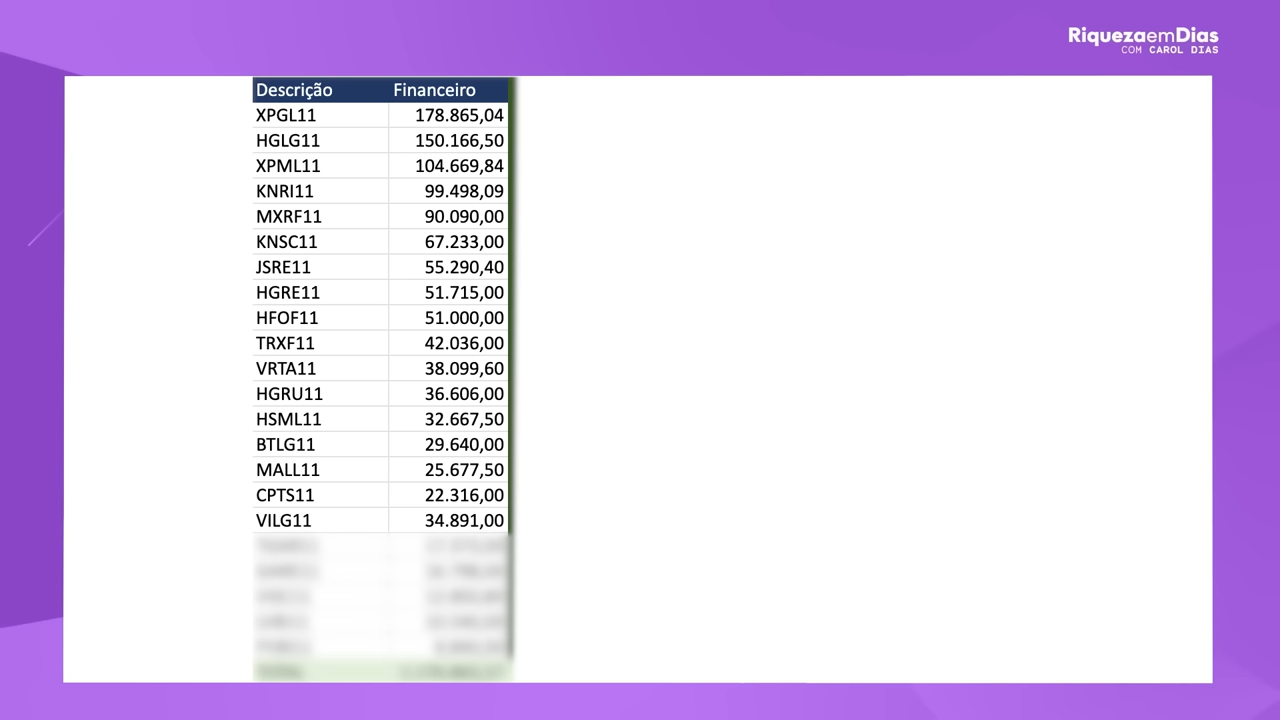 RiquezaemDias
COM CAROL DIAS
Descrição Financeiro
XPGL11 178.865,04
HGLG11 150.166,50
XPML11 104.669,84
KNRI11 99.498,09
MXRF11 90.090,00
KNSC11 67.233,00
JSRE11 55.290,40
HGRE11 51.715,00
HFOF11 51.000,00
TRXF11 42.036,00
VRTA11 38.099,60
HGRU11 36.606,00
HSML11 32.667,50
BTLG11 29.640,00
MALL11 25.677,50
CPTS11 22.316,00
VILG11 34.891,00